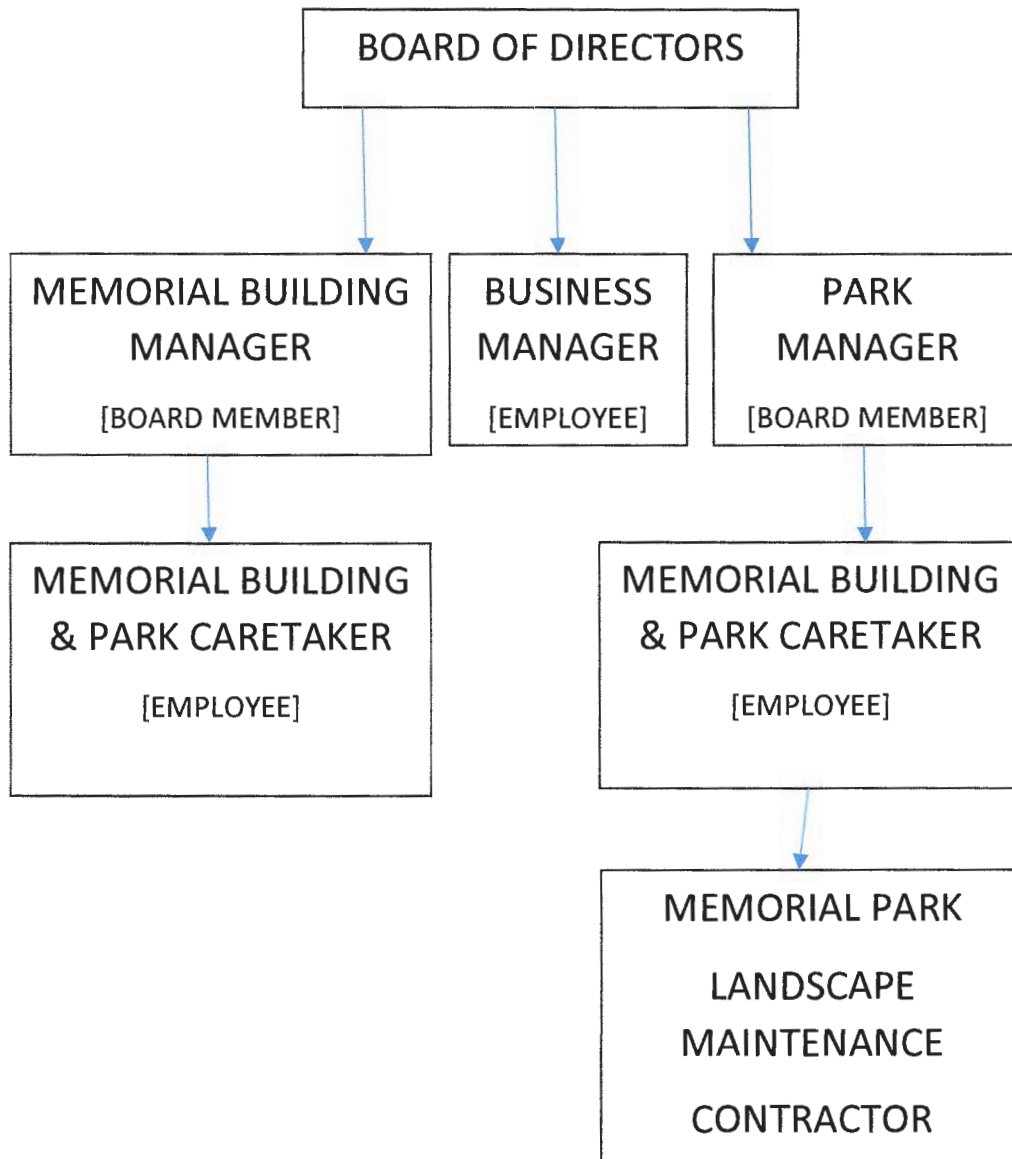 BOARD OF DIRECTORS
MEMORIAL BUILDING
MANAGER
[BOARD MEMBER]
BUSINESS
MANAGER
[EMPLOYEE]
PARK
MANAGER
[BOARD MEMBER]
MEMORIAL BUILDING
& PARK CARETAKER
[EMPLOYEE]
MEMORIAL BUILDING
& PARK CARETAKER
[EMPLOYEE]
MEMORIAL PARK
LANDSCAPE
MAINTENANCE
CONTRACTOR